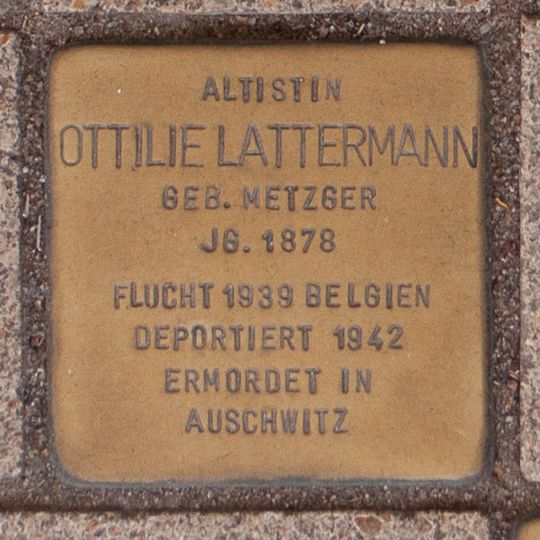 ALTISTIN
OTTILIE LATTERMANN
GEB. METZGER
JG. 1878
FLUCHT 1939 BELGIEN
DEPORTIERT 1942
ERMORDET IN
AUSCHWITZ